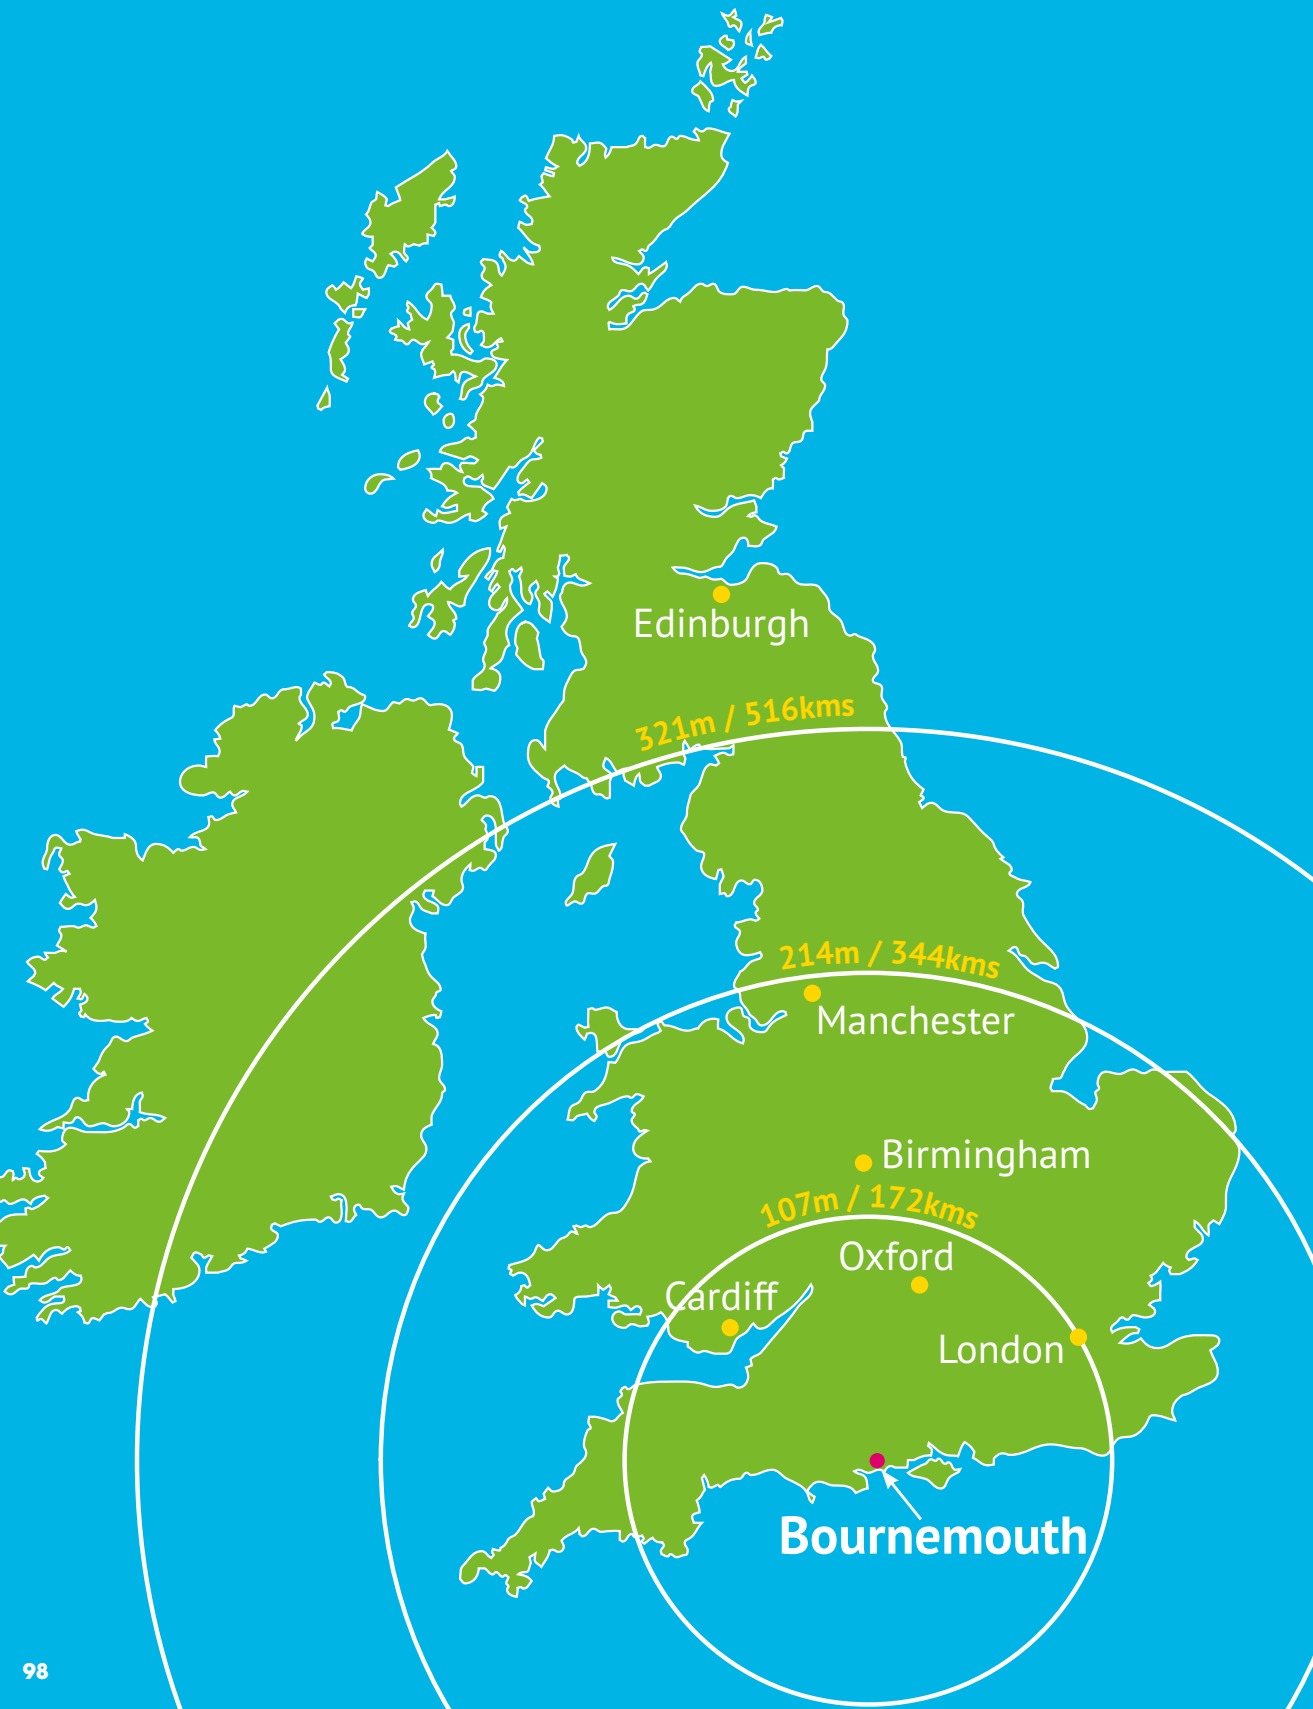 Edinburgh
321m / 516kms
214m / 344kms
Manchester
Birmingham
107m / 172kms
Oxford
Cardiff
London
Bournemouth
98